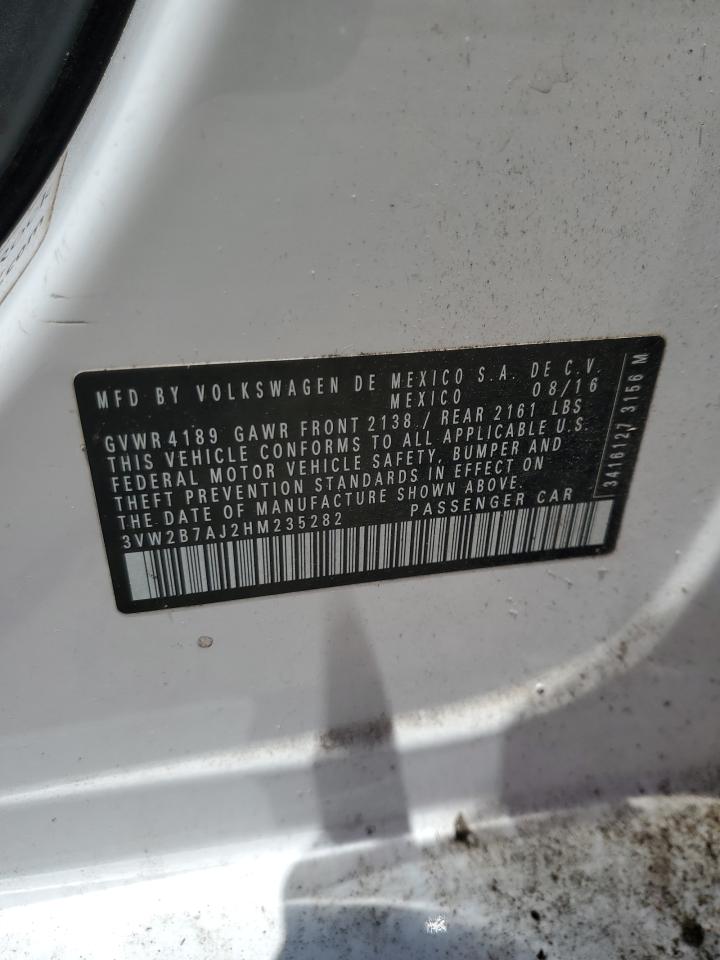 MFD BY VOLKSWAGEN DE MEXICO S.A. DE C.V.
MEXICO 08/16
GVWR 4189 GAWR FRONT 2138 / REAR 2161 LBS
THIS VEHICLE CONFORMS TO ALL APPLICABLE U.S.
FEDERAL MOTOR VEHICLE SAFETY, BUMPER AND
THEFT PREVENTION STANDARDS IN EFFECT ON
THE DATE OF MANUFACTURE SHOWN ABOVE.
3VW2B7AJ2HM235282 PASSENGER CAR
3416127 3156 M